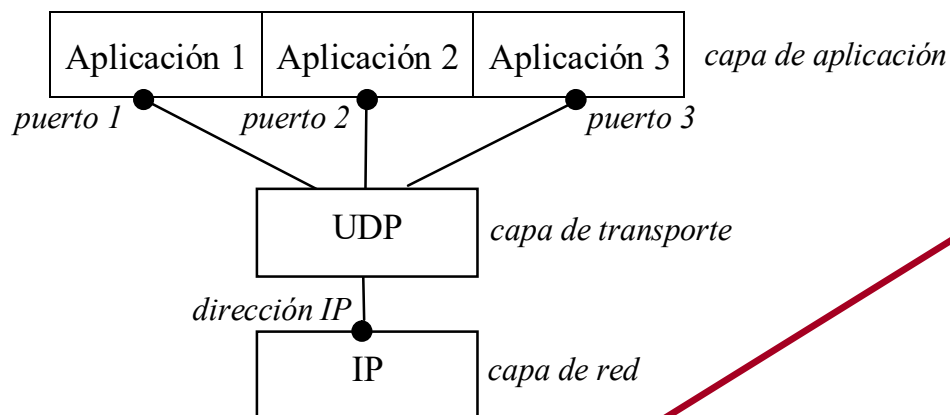 Aplicación 1 Aplicación 2 Aplicación 3 capa de aplicación
puerto 1 puerto 2 puerto 3
UDP capa de transporte
dirección IP
IP capa de red